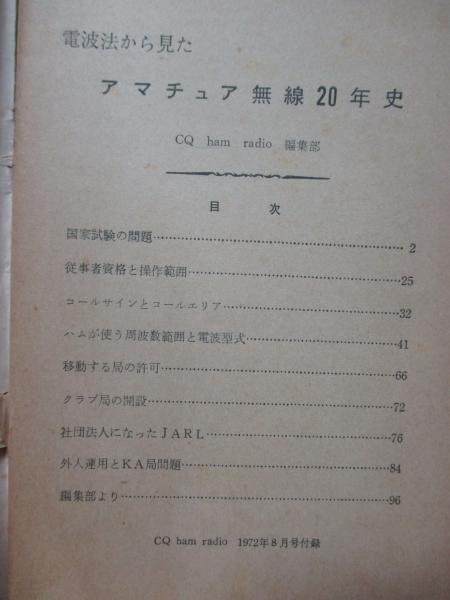 電波法から見た
アマチュア無線20年史
CQ ham radio 編集部
目 次
国家試験の問題……………………………………2
従事者資格と操作範囲……………………………25
コールサインとコールエリア……………………32
ハムが使う周波数範囲と電波型式………………41
移動する局の許可…………………………………66
クラブ局の開設……………………………………72
社団法人になったJARL…………………………76
外人運用とKA局問題……………………………84
編集部より…………………………………………96
CQ ham radio 1972年8月号付録